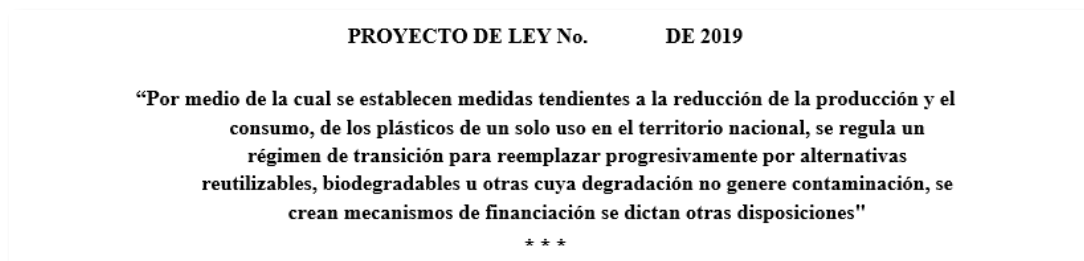 PROYECTO DE LEY No. DE 2019
“Por medio de la cual se establecen medidas tendientes a la reducción de la producción y el
consumo, de los plásticos de un solo uso en el territorio nacional, se regula un
régimen de transición para reemplazar progresivamente por alternativas
reutilizables, biodegradables u otras cuya degradación no genere contaminación, se
crean mecanismos de financiación se dictan otras disposiciones"
* * *